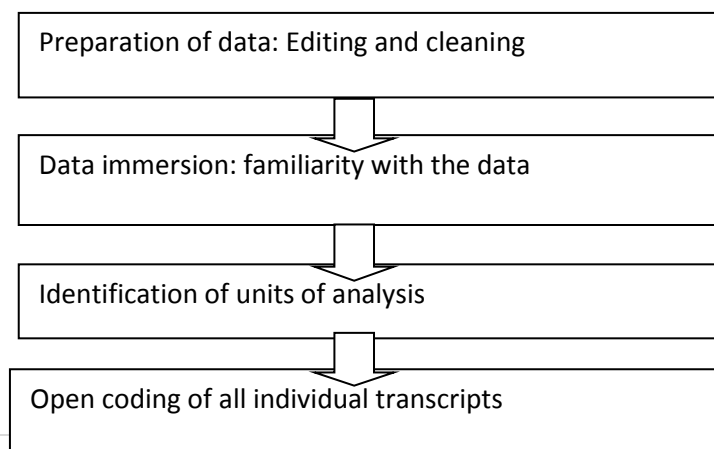 Preparation of data: Editing and cleaning
Data immersion: familiarity with the data
Identification of units of analysis
Open coding of all individual transcripts